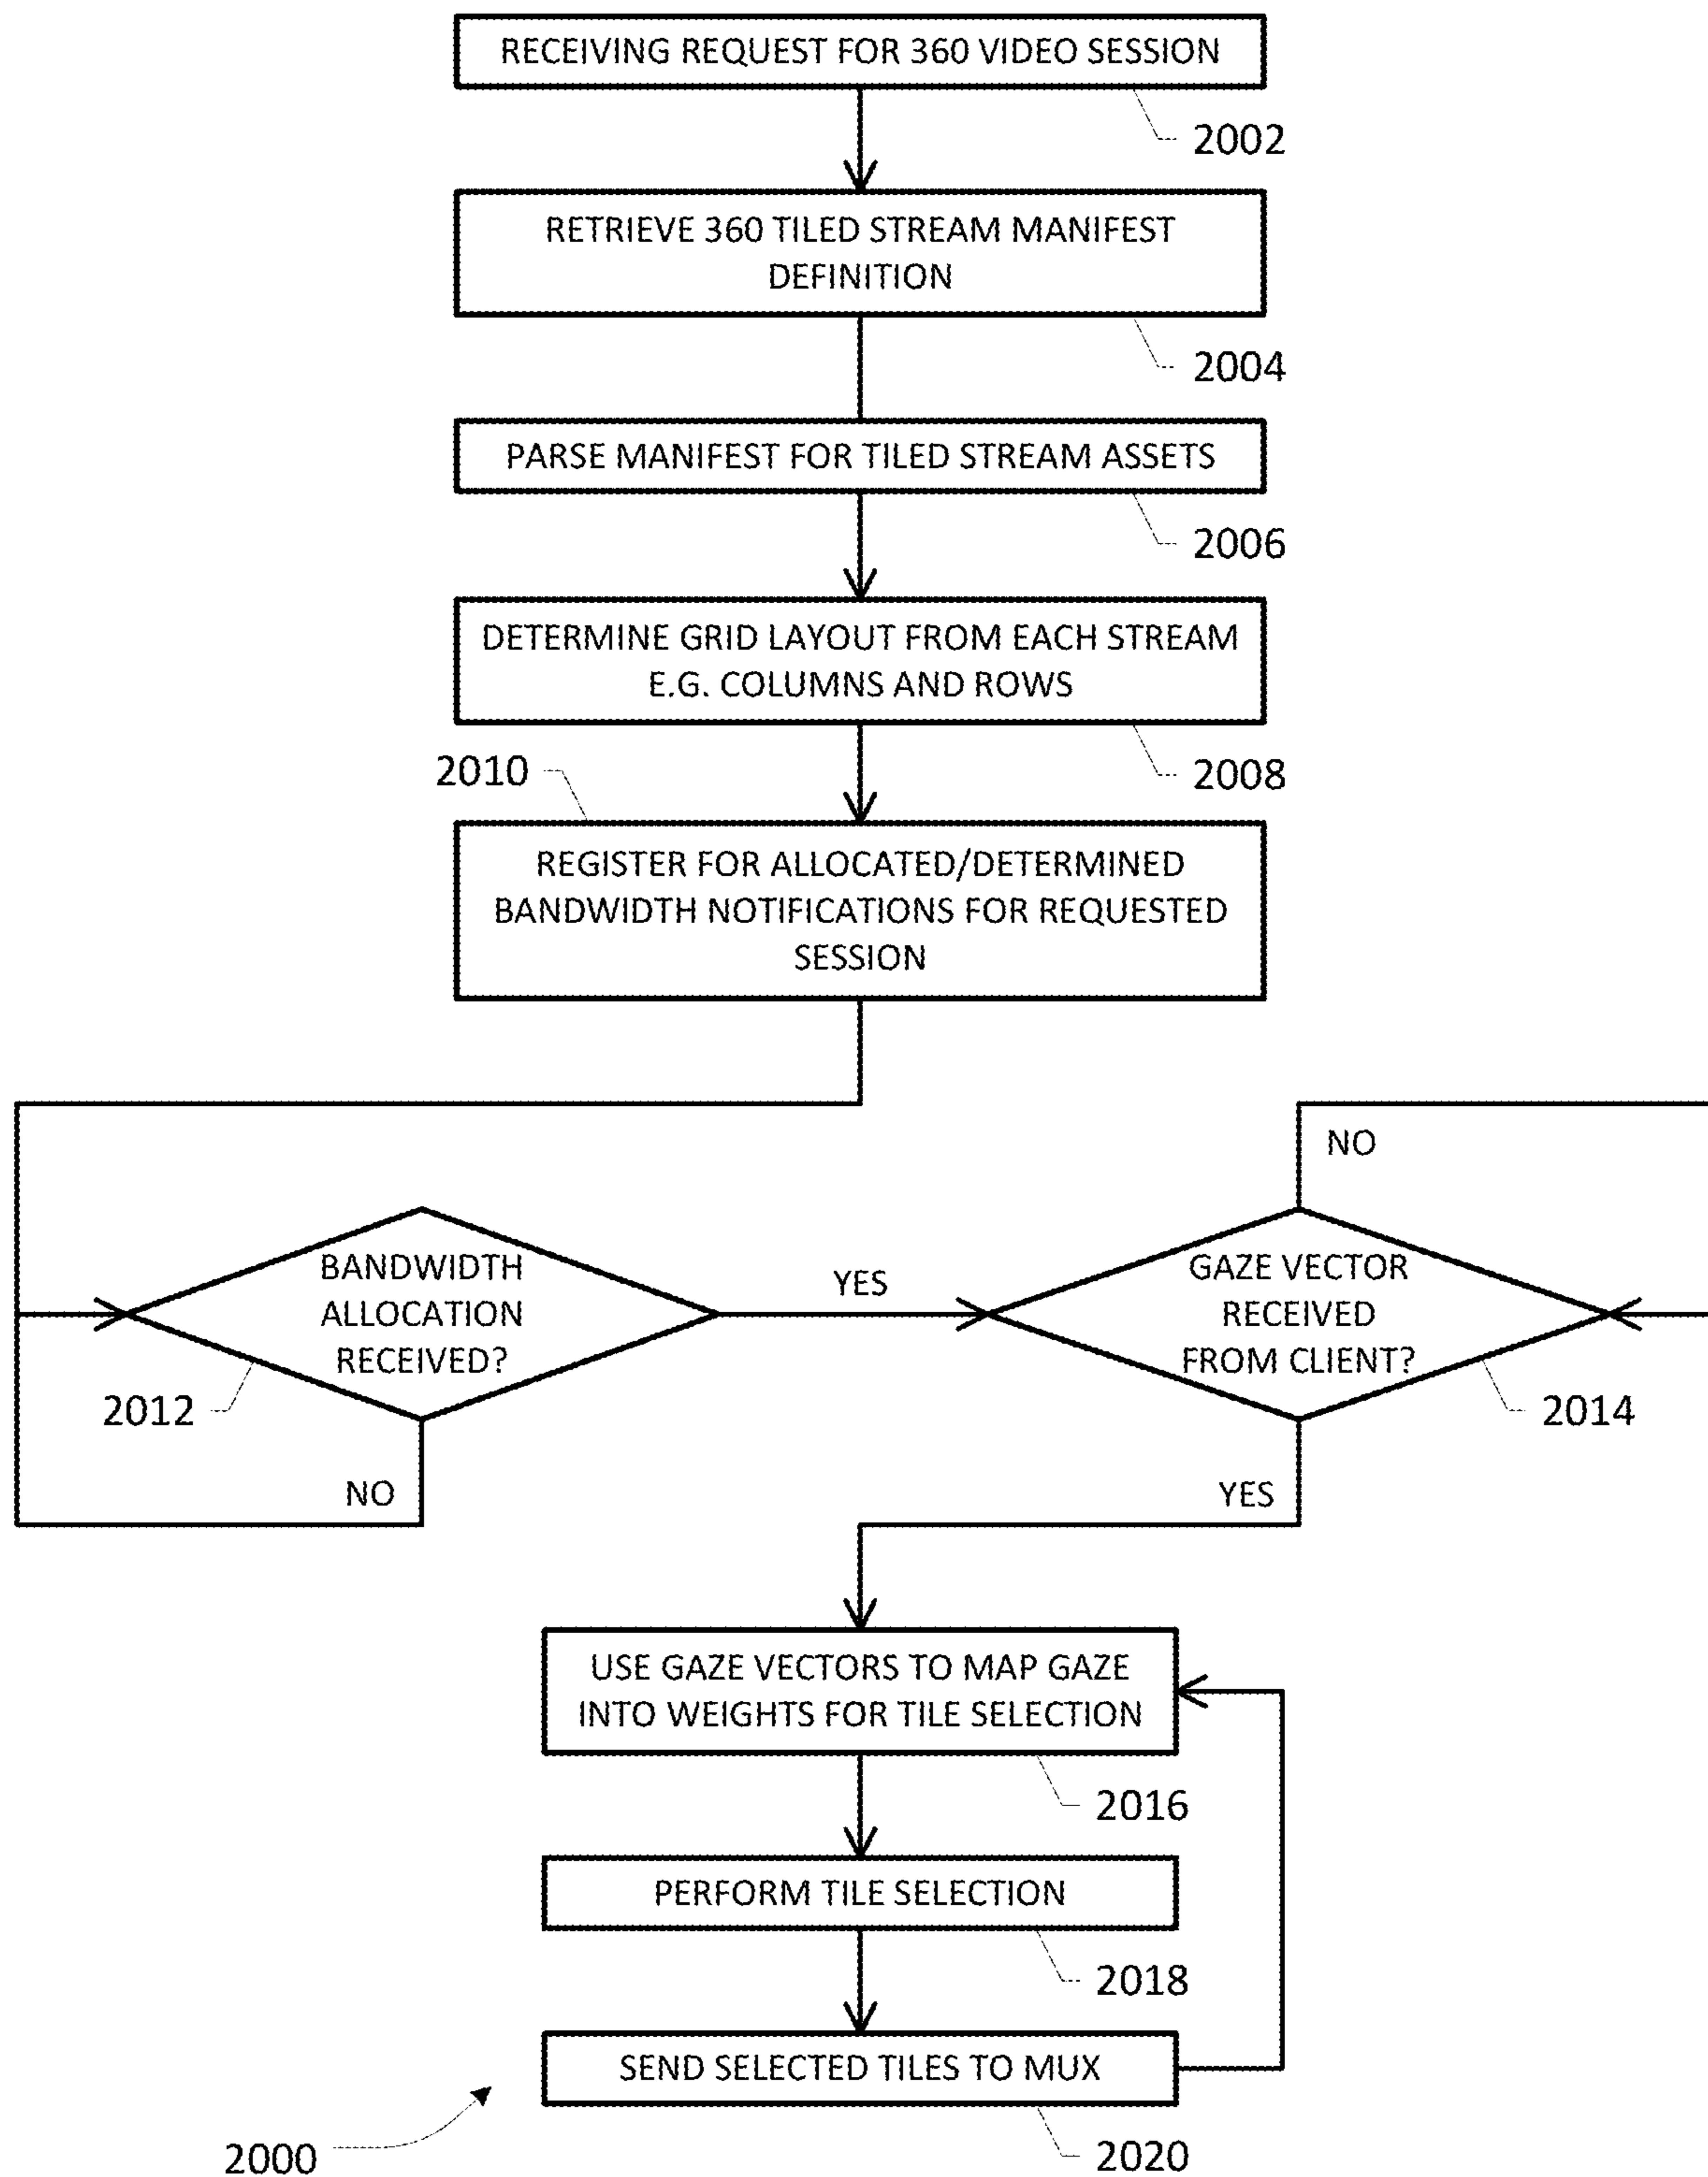 RECEIVING REQUEST FOR 360 VIDEO SESSION
2002
RETRIEVE 360 TILED STREAM MANIFEST
DEFINITION
2004
PARSE MANIFEST FOR TILED STREAM ASSETS
2006
DETERMINE GRID LAYOUT FROM EACH STREAM
E.G. COLUMNS AND ROWS
2008
2010
REGISTER FOR ALLOCATED/DETERMINED
BANDWIDTH NOTIFICATIONS FOR REQUESTED
SESSION
BANDWIDTH
ALLOCATION
RECEIVED?
2012
NO
YES
NO
GAZE VECTOR
RECEIVED
FROM CLIENT?
2014
YES
USE GAZE VECTORS TO MAP GAZE
INTO WEIGHTS FOR TILE SELECTION
2016
PERFORM TILE SELECTION
2018
SEND SELECTED TILES TO MUX
2020
2000